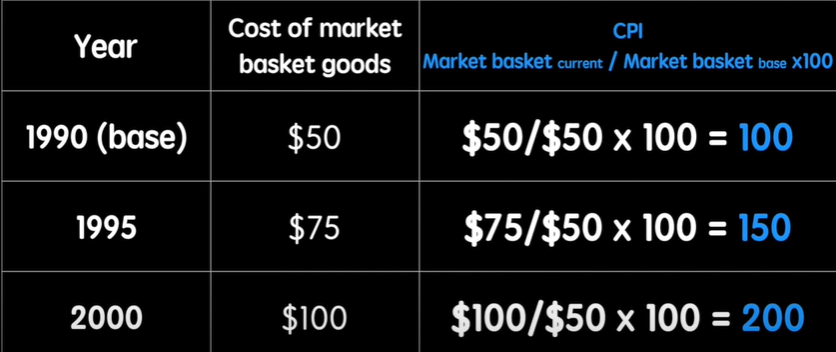 Year
Cost of market
basket goods
CPI
Market basket current / Market basket base x100
1990 (base)
$50
$50/$50 x 100 = 100
1995
$75
$75/$50 x 100 = 150
2000
$100
$100/$50 x 100 = 200